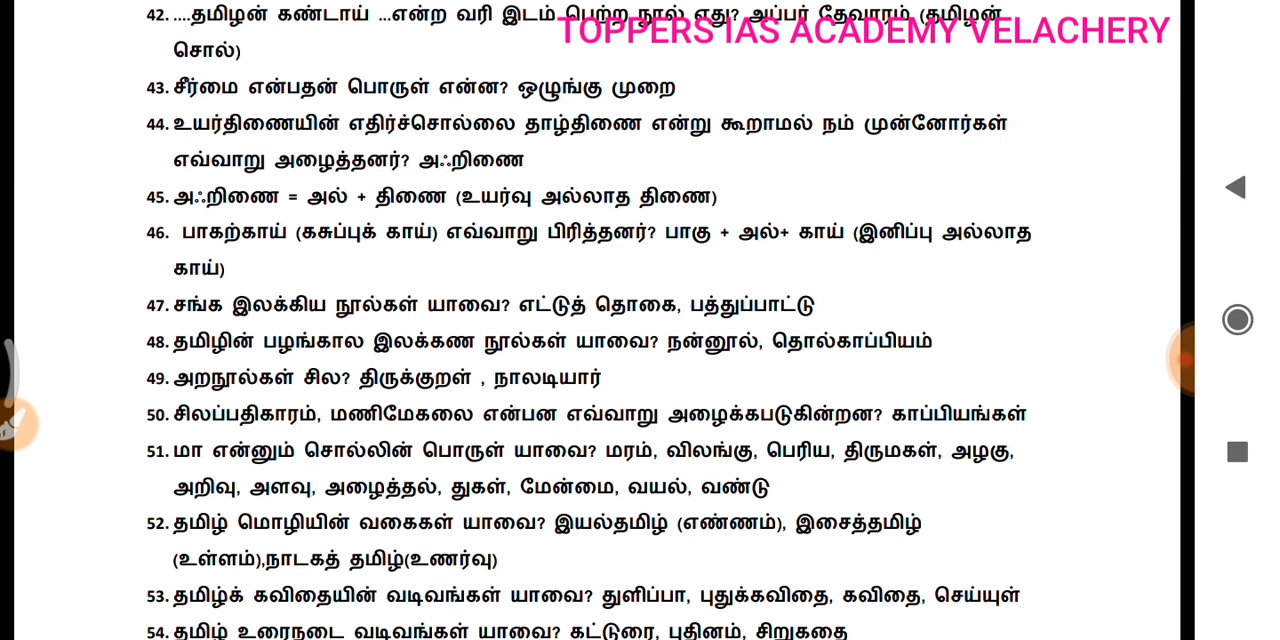 42. ....தமிழன் கண்டாய் ...என்ற வரி இடம் பெற்ற நூல் எது? அப்பர் தேவாரம் (தமிழன்
TOPPERS IAS ACADEMY VELACHERY
சொல்)
43. சீர்மை என்பதன் பொருள் என்ன? ஒழுங்கு முறை
44. உயர்திணையின் எதிர்ச்சொல்லை தாழ்திணை என்று கூறாமல் நம் முன்னோர்கள்
எவ்வாறு அழைத்தனர்? அஃறிணை
45. அஃறிணை = அல் + திணை (உயர்வு அல்லாத திணை)
46. பாகற்காய் (கசுப்புக் காய்) எவ்வாறு பிரித்தனர்? பாகு + அல்+ காய் (இனிப்பு அல்லாத
காய்)
47. சங்க இலக்கிய நூல்கள் யாவை? எட்டுத் தொகை, பத்துப்பாட்டு
48. தமிழின் பழங்கால இலக்கண நூல்கள் யாவை? நன்னூல், தொல்காப்பியம்
49. அறநூல்கள் சில? திருக்குறள் , நாலடியார்
50. சிலப்பதிகாரம், மணிமேகலை என்பன எவ்வாறு அழைக்கபடுகின்றன? காப்பியங்கள்
51. மா என்னும் சொல்லின் பொருள் யாவை? மரம், விலங்கு, பெரிய, திருமகள், அழகு,
அறிவு, அளவு, அழைத்தல், துகள், மேன்மை, வயல், வண்டு
52. தமிழ் மொழியின் வகைகள் யாவை? இயல்தமிழ் (எண்ணம்), இசைத்தமிழ்
(உள்ளம்),நாடகத் தமிழ்(உணர்வு)
53. தமிழ்க் கவிதையின் வடிவங்கள் யாவை? துளிப்பா, புதுக்கவிதை, கவிதை, செய்யுள்
54. தமிழ் உரைநடை வடிவங்கள் யாவை? கட்டுரை, புதினம், சிறுகதை